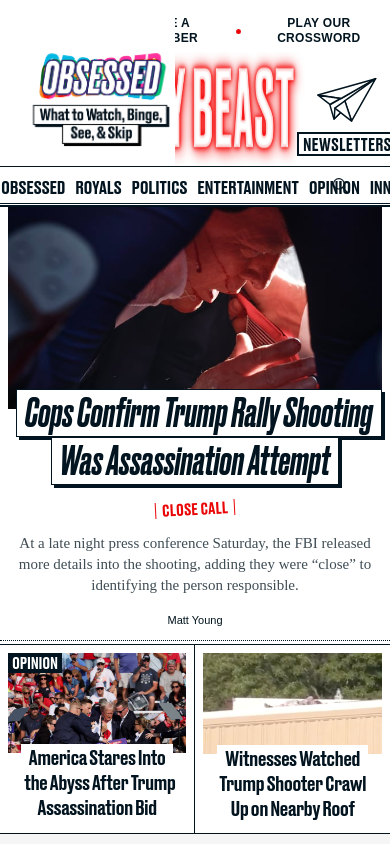 E A
BER
PLAY OUR
CROSSWORD
OBSESSED
What to Watch, Binge,
See, & Skip
Y BEAST
NEWSLETTERS
OBSESSED ROYALS POLITICS ENTERTAINMENT OPINION INN
Cops Confirm Trump Rally Shooting
Was Assassination Attempt
CLOSE CALL
At a late night press conference Saturday, the FBI released
more details into the shooting, adding they were “close” to
identifying the person responsible.
Matt Young
OPINION
America Stares Into
the Abyss After Trump
Assassination Bid
Witnesses Watched
Trump Shooter Crawl
Up on Nearby Roof